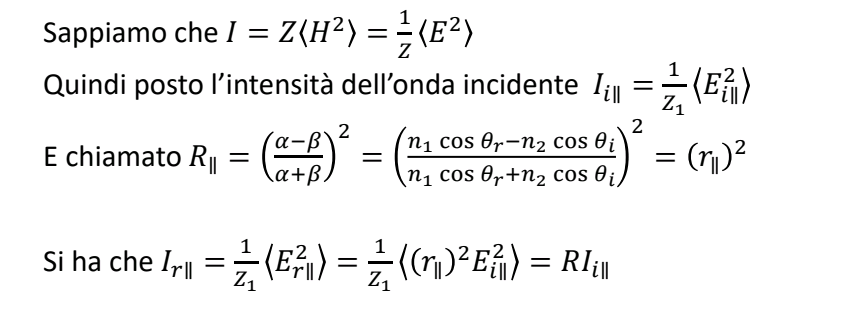 Sappiamo che I = Z⟨H²⟩ = 1/Z ⟨E²⟩
Quindi posto l'intensità dell'onda incidente I_{i∥} = 1/Z₁ ⟨E²_{i∥}⟩
E chiamato R_∥ = ((α−β)/(α+β))² = ((n₁ cos θ_r − n₂ cos θ_i)/(n₁ cos θ_r + n₂ cos θ_i))² = (r_∥)²
Si ha che I_{r∥} = 1/Z₁ ⟨E²_{r∥}⟩ = 1/Z₁ ⟨(r_∥)² E²_{i∥}⟩ = RI_{i∥}